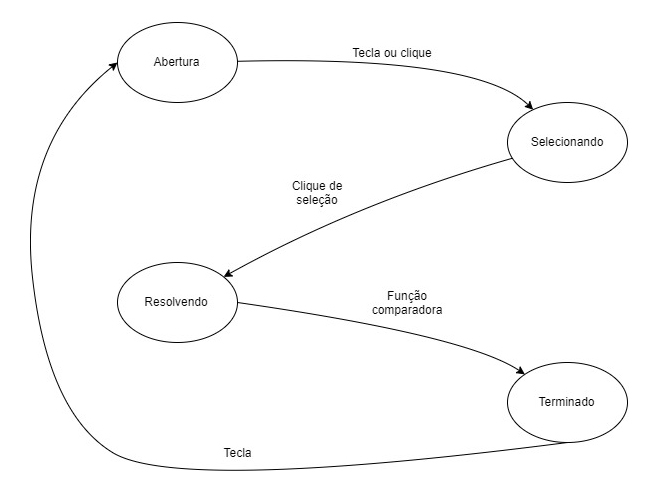 Abertura
Tecla ou clique
Selecionando
Clique de
seleção
Resolvendo
Função
comparadora
Terminado
Tecla